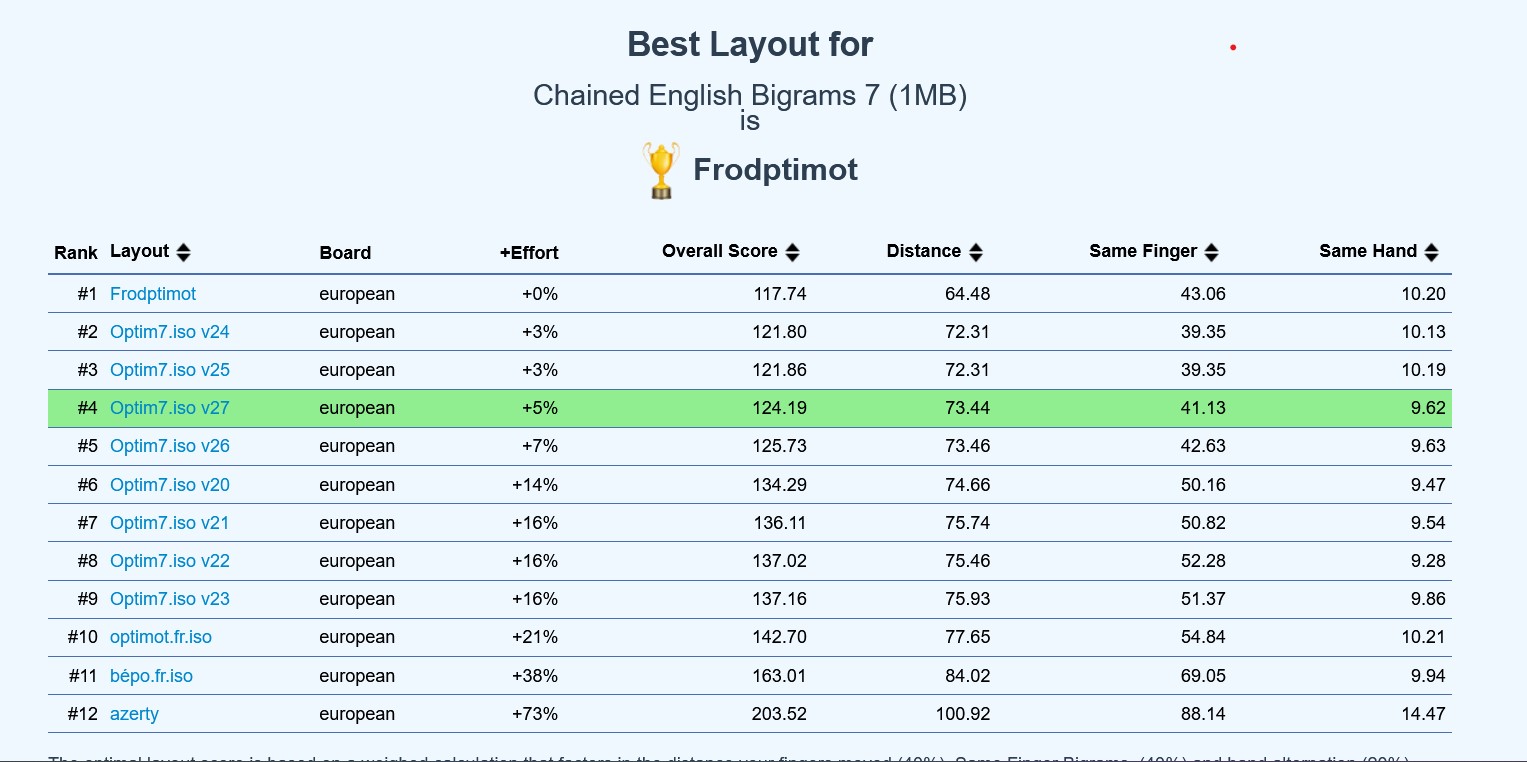 Best Layout for
Chained English Bigrams 7 (1MB)
is
Frodptimot
Rank Layout Board +Effort Overall Score Distance Same Finger Same Hand
#1 Frodptimot european +0% 117.74 64.48 43.06 10.20
#2 Optim7.iso v24 european +3% 121.80 72.31 39.35 10.13
#3 Optim7.iso v25 european +3% 121.86 72.31 39.35 10.19
#4 Optim7.iso v27 european +5% 124.19 73.44 41.13 9.62
#5 Optim7.iso v26 european +7% 125.73 73.46 42.63 9.63
#6 Optim7.iso v20 european +14% 134.29 74.66 50.16 9.47
#7 Optim7.iso v21 european +16% 136.11 75.74 50.82 9.54
#8 Optim7.iso v22 european +16% 137.02 75.46 52.28 9.28
#9 Optim7.iso v23 european +16% 137.16 75.93 51.37 9.86
#10 optimot.fr.iso european +21% 142.70 77.65 54.84 10.21
#11 bépo.fr.iso european +38% 163.01 84.02 69.05 9.94
#12 azerty european +73% 203.52 100.92 88.14 14.47